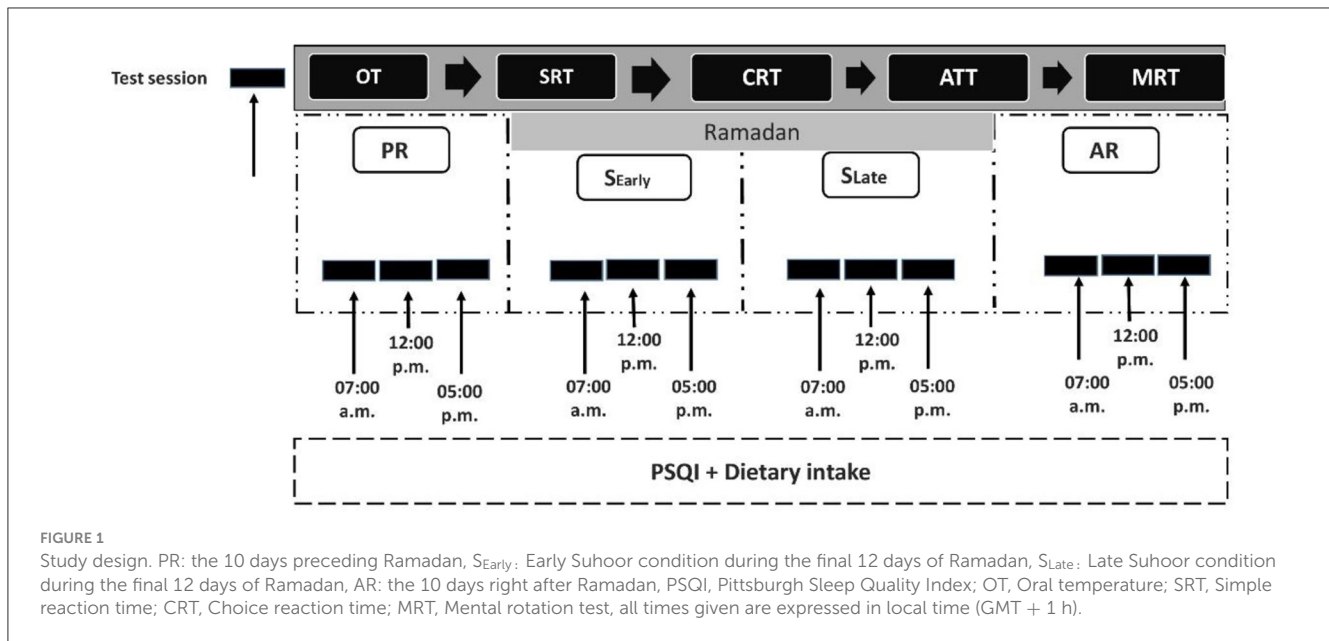 Test session
OT
SRT
CRT
ATT
MRT
Ramadan
PR
SEarly
SLate
AR
12:00
p.m.
12:00
p.m.
12:00
p.m.
12:00
p.m.
07:00
a.m.
05:00
p.m.
07:00
a.m.
05:00
p.m.
07:00
a.m.
05:00
p.m.
07:00
a.m.
05:00
p.m.
PSQI + Dietary intake
FIGURE 1
Study design. PR: the 10 days preceding Ramadan, SEarly: Early Suhoor condition during the final 12 days of Ramadan, SLate: Late Suhoor condition
during the final 12 days of Ramadan, AR: the 10 days right after Ramadan, PSQI, Pittsburgh Sleep Quality Index; OT, Oral temperature; SRT, Simple
reaction time; CRT, Choice reaction time; MRT, Mental rotation test, all times given are expressed in local time (GMT + 1 h).